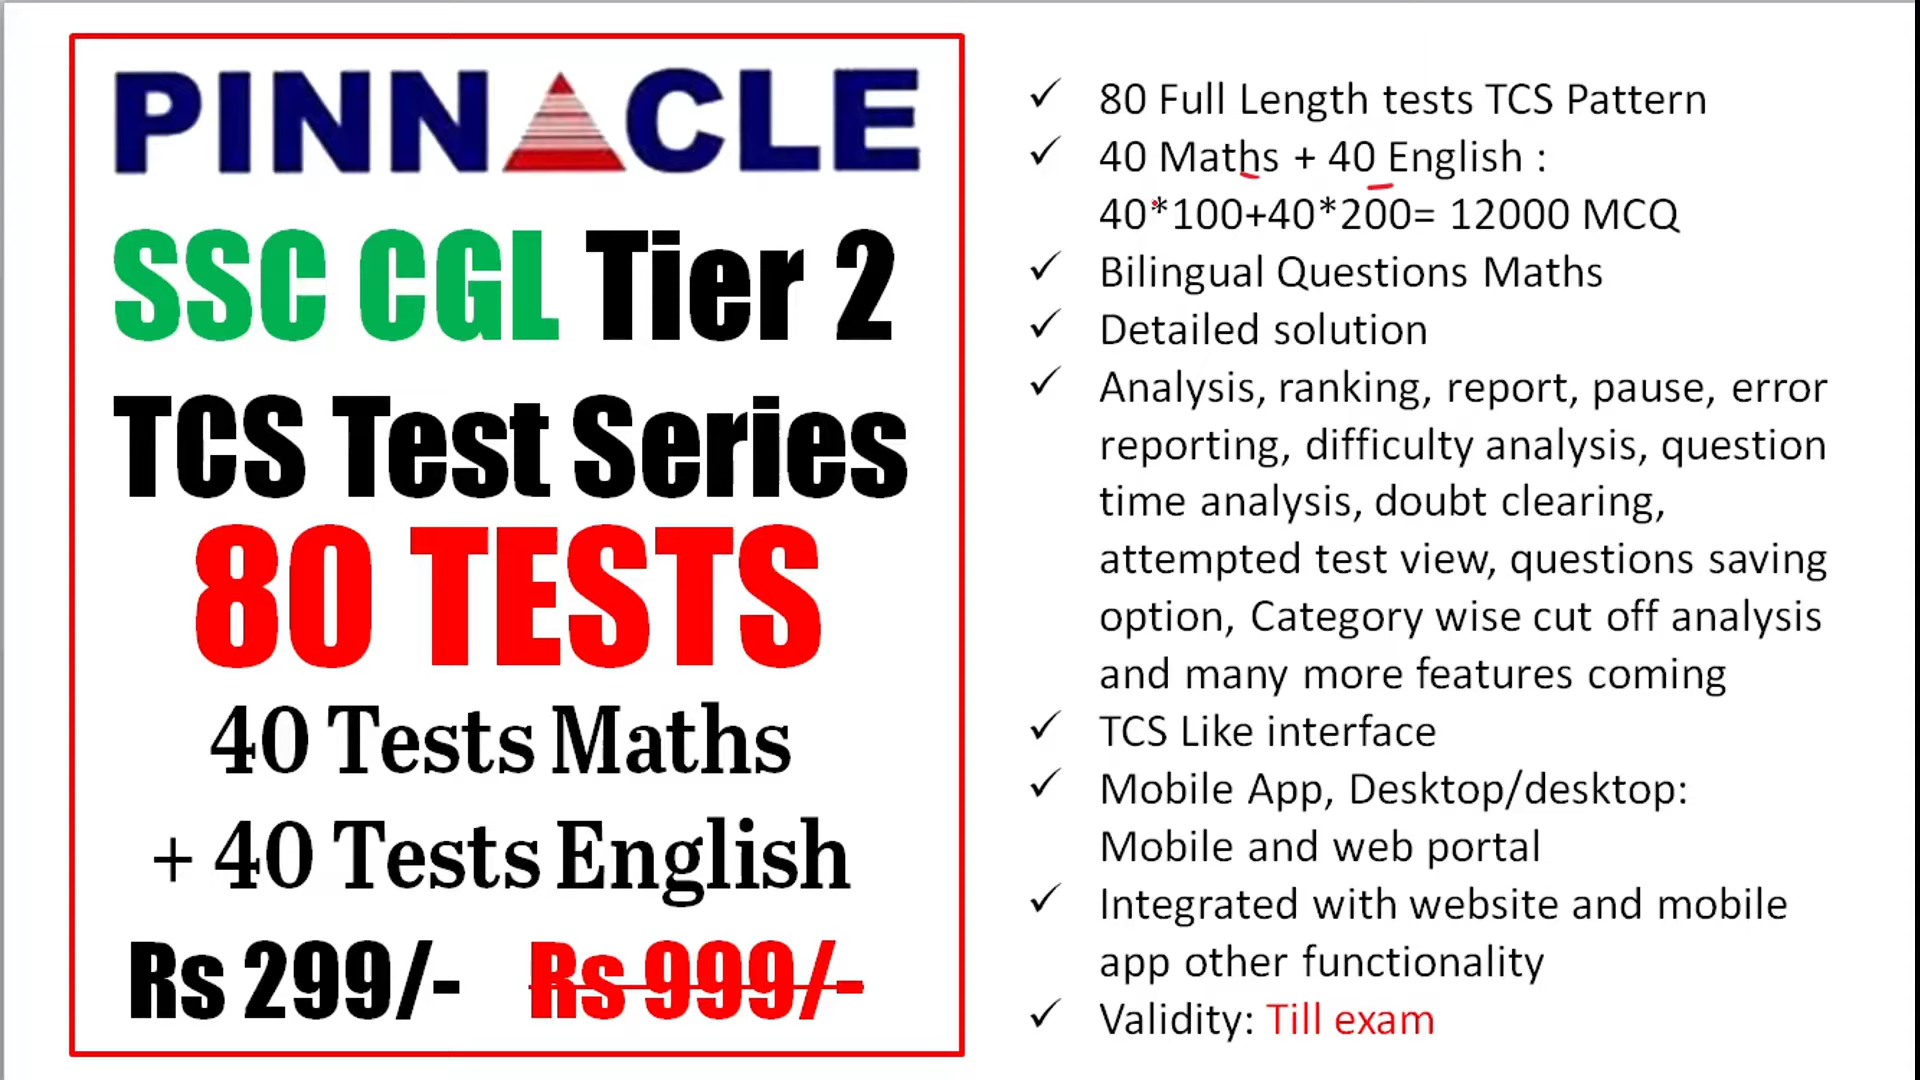 PINNACLE
SSC CGL Tier 2
TCS Test Series
80 TESTS
40 Tests Maths
+ 40 Tests English
Rs 299/- Rs 999/-
✓ 80 Full Length tests TCS Pattern
✓ 40 Maths + 40 English :
40*100+40*200= 12000 MCQ
✓ Bilingual Questions Maths
✓ Detailed solution
✓ Analysis, ranking, report, pause, error
reporting, difficulty analysis, question
time analysis, doubt clearing,
attempted test view, questions saving
option, Category wise cut off analysis
and many more features coming
✓ TCS Like interface
✓ Mobile App, Desktop/desktop:
Mobile and web portal
✓ Integrated with website and mobile
app other functionality
✓ Validity: Till exam